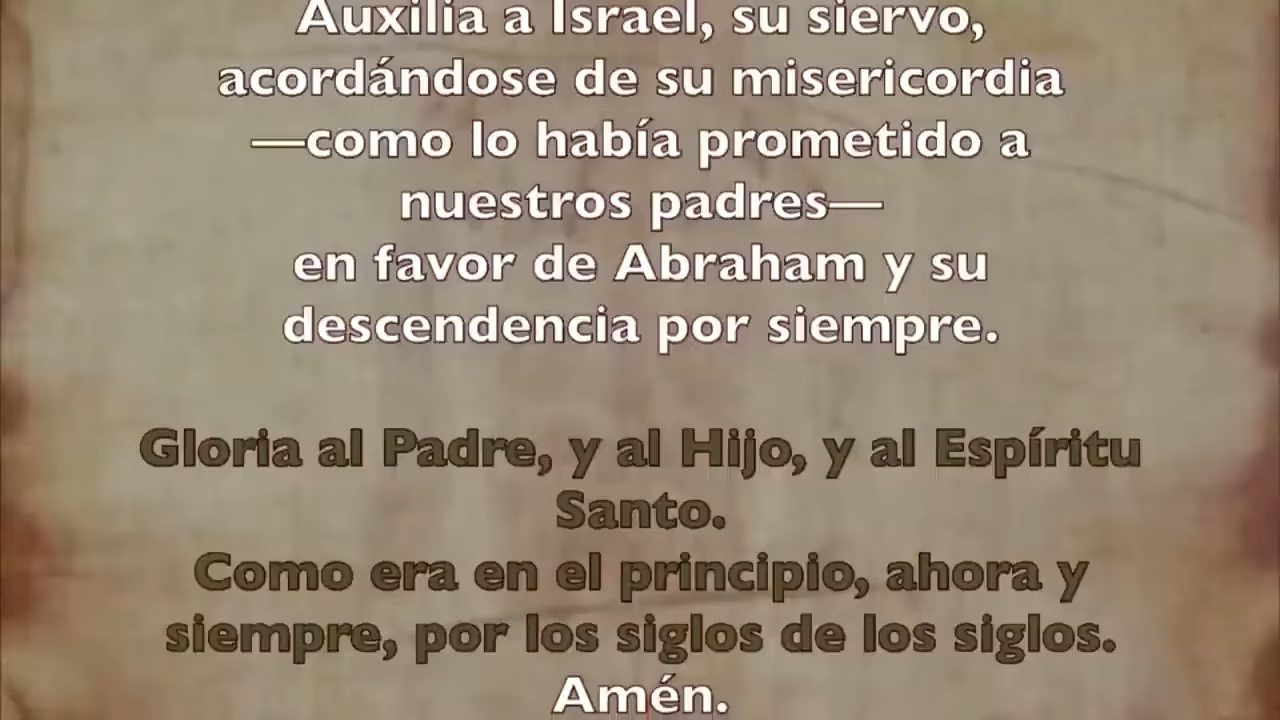 Auxilia a Israel, su siervo,
acordándose de su misericordia
—como lo había prometido a
nuestros padres—
en favor de Abraham y su
descendencia por siempre.
Gloria al Padre, y al Hijo, y al Espíritu
Santo.
Como era en el principio, ahora y
siempre, por los siglos de los siglos.
Amén.